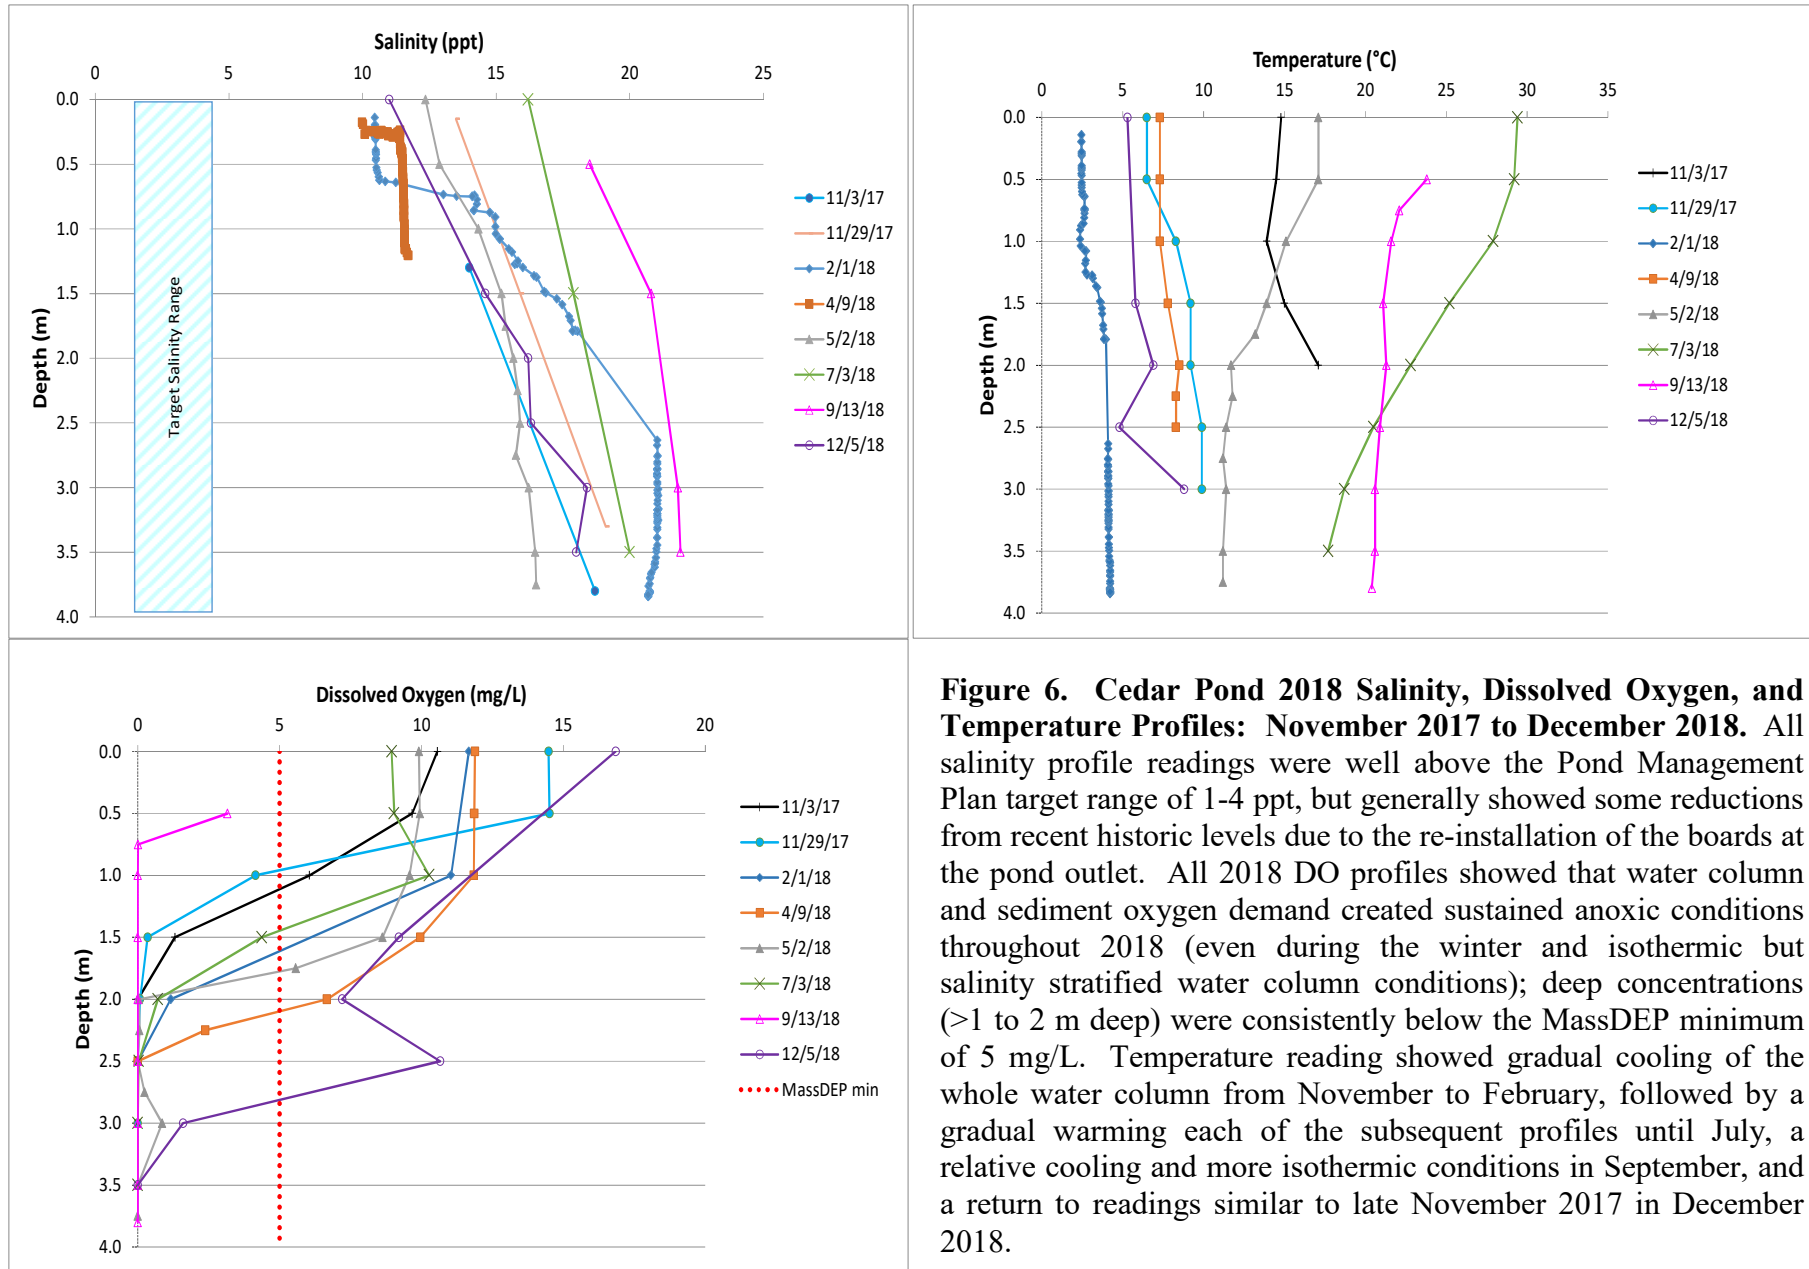 Salinity (ppt)
0 5 10 15 20 25
0.0
0.5
1.0
1.5
2.0
2.5
3.0
3.5
4.0
Depth (m)
Target Salinity Range
11/3/17
11/29/17
2/1/18
4/9/18
5/2/18
7/3/18
9/13/18
12/5/18
Temperature (°C)
0 5 10 15 20 25 30 35
0.0
0.5
1.0
1.5
2.0
2.5
3.0
3.5
4.0
Depth (m)
11/3/17
11/29/17
2/1/18
4/9/18
5/2/18
7/3/18
9/13/18
12/5/18
Dissolved Oxygen (mg/L)
0 5 10 15 20
0.0
0.5
1.0
1.5
2.0
2.5
3.0
3.5
4.0
Depth (m)
11/3/17
11/29/17
2/1/18
4/9/18
5/2/18
7/3/18
9/13/18
12/5/18
MassDEP min
Figure 6. Cedar Pond 2018 Salinity, Dissolved Oxygen, and
Temperature Profiles: November 2017 to December 2018. All
salinity profile readings were well above the Pond Management
Plan target range of 1-4 ppt, but generally showed some reductions
from recent historic levels due to the re-installation of the boards at
the pond outlet. All 2018 DO profiles showed that water column
and sediment oxygen demand created sustained anoxic conditions
throughout 2018 (even during the winter and isothermic but
salinity stratified water column conditions); deep concentrations
(>1 to 2 m deep) were consistently below the MassDEP minimum
of 5 mg/L. Temperature reading showed gradual cooling of the
whole water column from November to February, followed by a
gradual warming each of the subsequent profiles until July, a
relative cooling and more isothermic conditions in September, and
a return to readings similar to late November 2017 in December
2018.